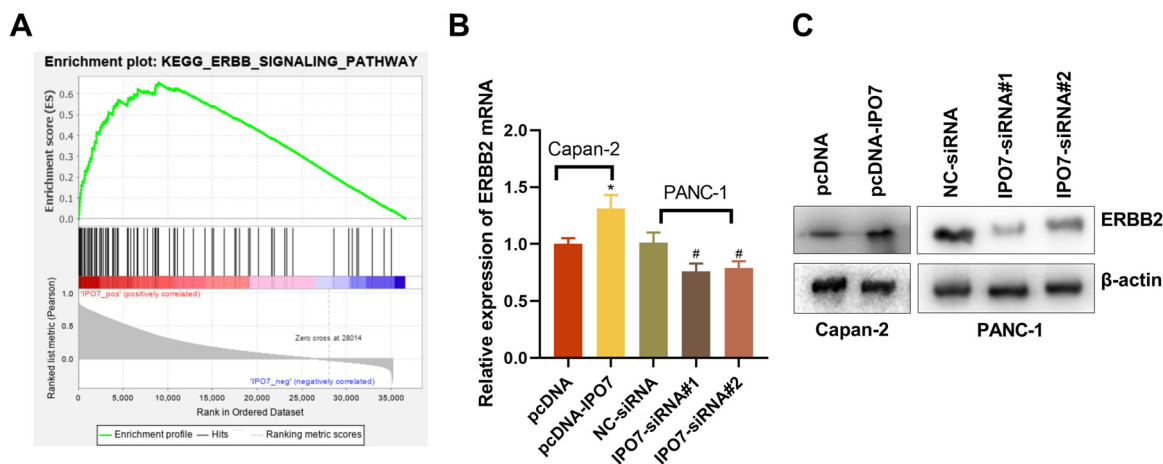 A
Enrichment plot: KEGG_ERBB_SIGNALING_PATHWAY
Enrichment score (ES)
0.6
0.5
0.4
0.3
0.2
0.1
0.0
'IPO7_pos' (positively correlated)
Ranked list metric (Pearson)
1.0
0.5
0.0
Zero cross at 28014
'IPO7_neg' (negatively correlated)
0 5,000 10,000 15,000 20,000 25,000 30,000 35,000
Rank in Ordered Dataset
Enrichment profile Hits Ranking metric scores
B
Relative expression of ERBB2 mRNA
2.0
1.5
1.0
0.5
0.0
Capan-2
*
PANC-1
#
#
pcDNA
pcDNA-IPO7
NC-siRNA
IPO7-siRNA#1
IPO7-siRNA#2
C
pcDNA
pcDNA-IPO7
NC-siRNA
IPO7-siRNA#1
IPO7-siRNA#2
ERBB2
β-actin
Capan-2
PANC-1